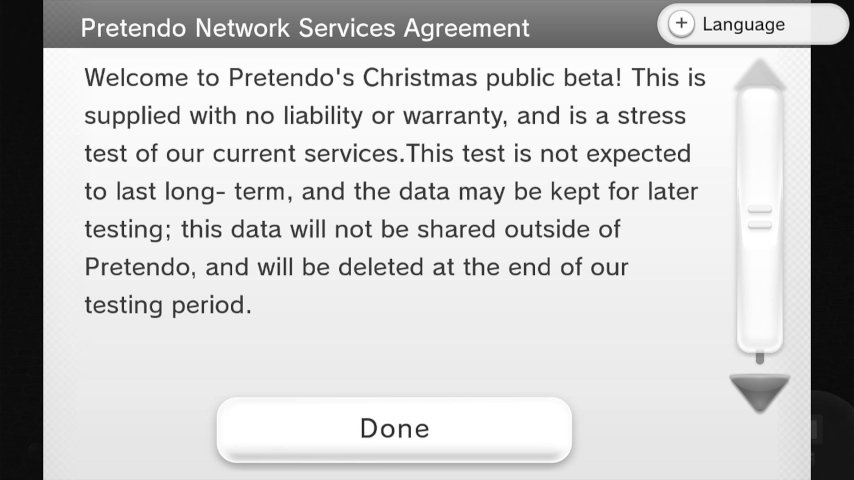 Pretendo Network Services Agreement
+ Language
Welcome to Pretendo's Christmas public beta! This is
supplied with no liability or warranty, and is a stress
test of our current services.This test is not expected
to last long- term, and the data may be kept for later
testing; this data will not be shared outside of
Pretendo, and will be deleted at the end of our
testing period.
Done